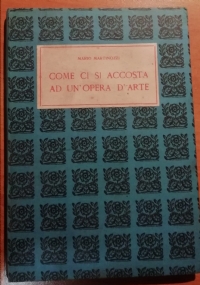 COME CI SI ACCOSTA
AD UN'OPERA D'ARTE